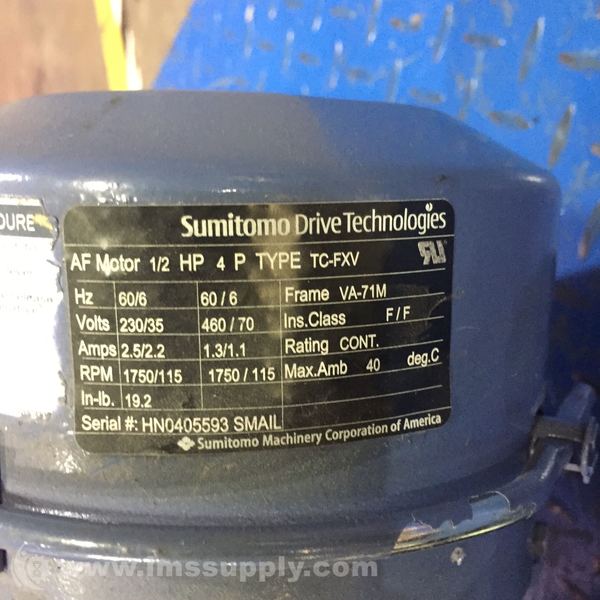 DURE
Sumitomo Drive Technologies
AF Motor 1/2 HP 4 P TYPE TC-FXV
Hz 60/6 60/6 Frame VA-71M
Volts 230/35 460/70 Ins.Class F/F
Amps 2.5/2.2 1.3/1.1 Rating CONT.
RPM 1750/115 1750/115 Max.Amb 40 deg.C
In-lb. 19.2
Serial #: HN0405593 SMAIL
Sumitomo Machinery Corporation of America
www.imssupply.com